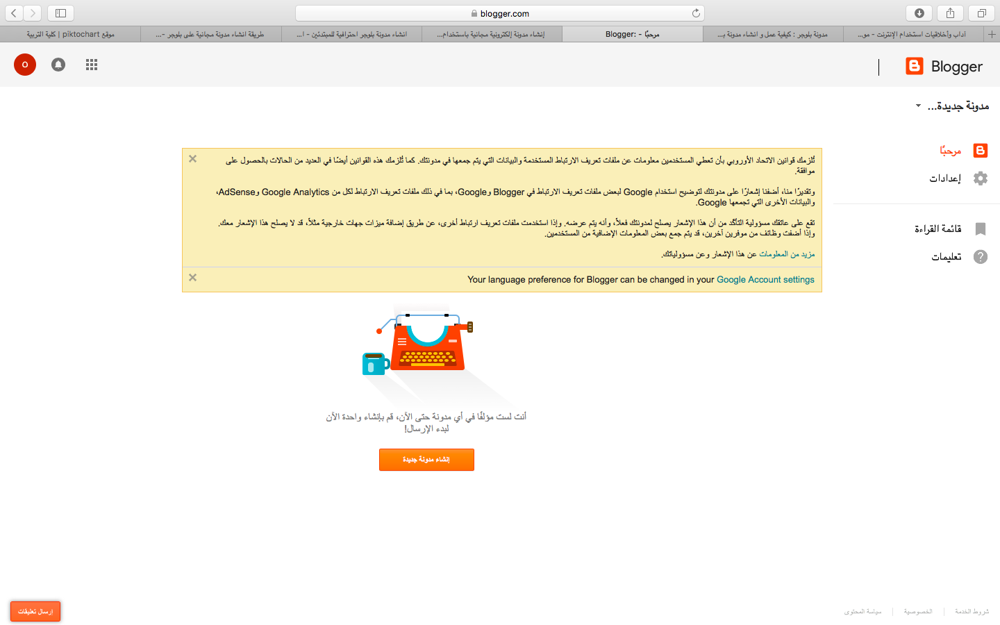 blogger.com
آداب وأخلاقيات استخدام الإنترنت - مو...
مدونة بلوجر : كيفية عمل و انشاء مدونة بـ...
Blogger: - مرحبًا
إنشاء مدونة إلكترونية مجانية باستخدام...
انشاء مدونة بلوجر احترافية للمبتدئين - ا...
طريقة انشاء مدونة مجانية على بلوجر -...
موقع piktochart | كلية التربية
Blogger
O
مدونة جديدة...
مرحبًا
إعدادات
قائمة القراءة
تعليمات
تُلزمك قوانين الاتحاد الأوروبي بأن تعطي المستخدمين معلومات عن ملفات تعريف الارتباط المستخدمة والبيانات التي يتم جمعها في مدونتك. كما تُلزمك هذه القوانين أيضًا في العديد من الحالات بالحصول على
موافقة.
وتقديرًا منا، أضفنا إشعارًا على مدونتك لتوضيح استخدام Google لبعض ملفات تعريف الارتباط في Blogger وGoogle، بما في ذلك ملفات تعريف الارتباط لكل من Google Analytics وAdSense،
والبيانات الأخرى التي تجمعها Google.
تقع على عاتقك مسؤولية التأكّد من أن هذا الإشعار يصلح لمدونتك فعلاً، وأنه يتم عرضه. وإذا استخدمت ملفات تعريف ارتباط أخرى، عن طريق إضافة ميزات جهات خارجية مثلاً، قد لا يصلح هذا الإشعار معك.
وإذا أضفت وظائف من موفرين آخرين، قد يتم جمع بعض المعلومات الإضافية من المستخدمين.
مزيد من المعلومات عن هذا الإشعار وعن مسؤولياتك.
Your language preference for Blogger can be changed in your Google Account settings
أنت لست مؤلفًا في أي مدونة حتى الآن، قم بإنشاء واحدة الآن
لبدء الإرسال!
إنشاء مدونة جديدة
إرسال تعليقات
شروط الخدمة
الخصوصية
سياسة المحتوى